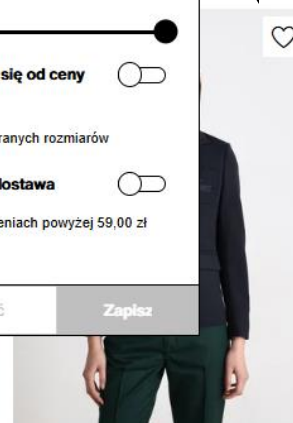 się od ceny
ranych rozmiarów
dostawa
eniach powyżej 59,00 zł
ć
Zapisz